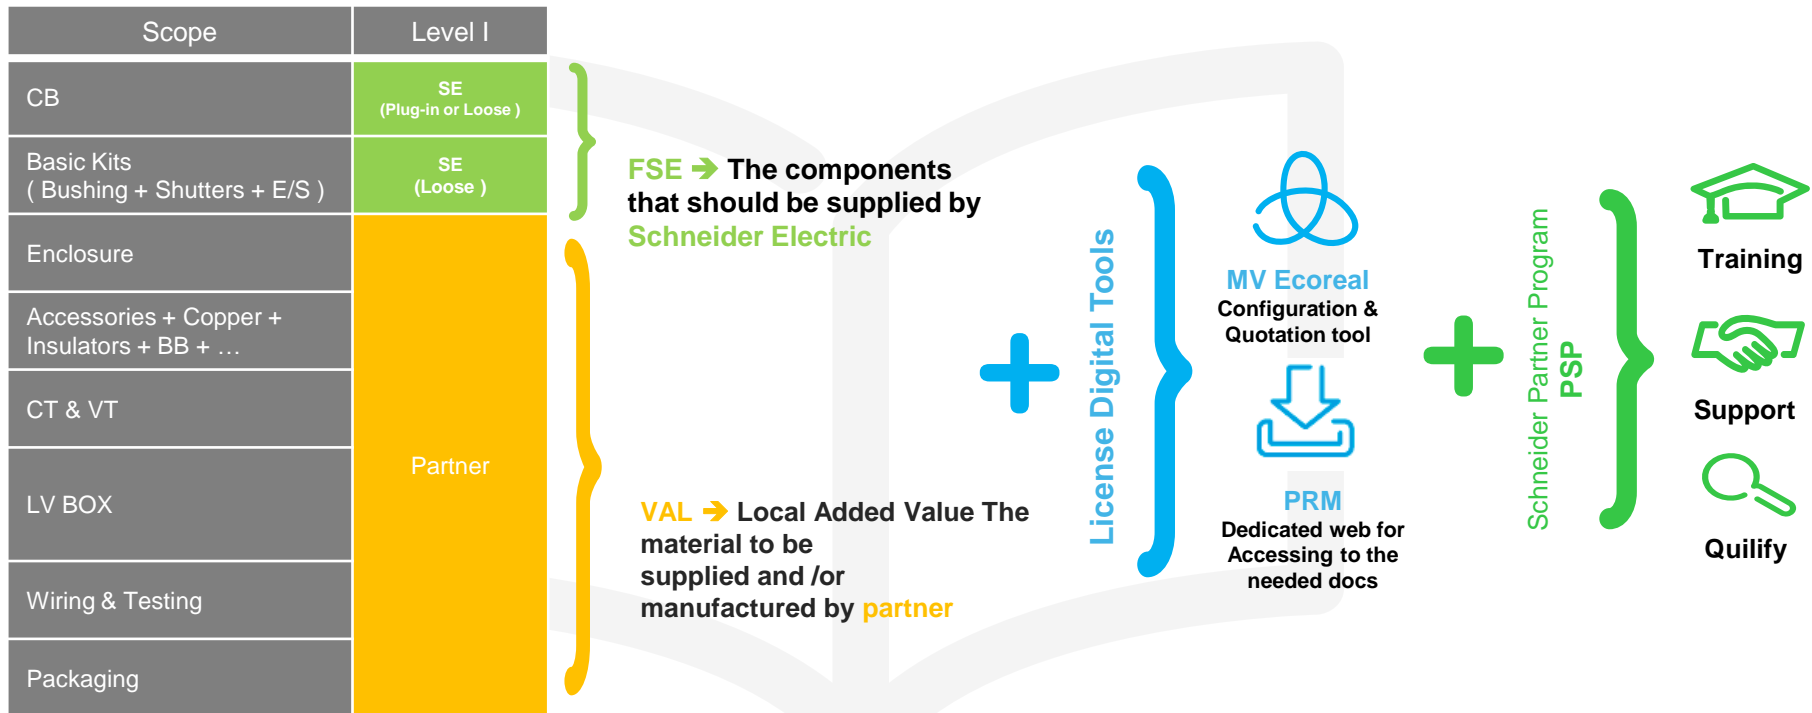 Scope
Level I
CB
SE
(Plug-in or Loose )
Basic Kits
( Bushing + Shutters + E/S )
SE
(Loose )
Enclosure
Accessories + Copper +
Insulators + BB + …
CT & VT
LV BOX
Wiring & Testing
Packaging
Partner
FSE ➔ The components
that should be supplied by
Schneider Electric
VAL ➔ Local Added Value The
material to be
supplied and /or
manufactured by partner
+
License Digital Tools
MV Ecoreal
Configuration &
Quotation tool
PRM
Dedicated web for
Accessing to the
needed docs
+
Schneider Partner Program
PSP
Training
Support
Quilify